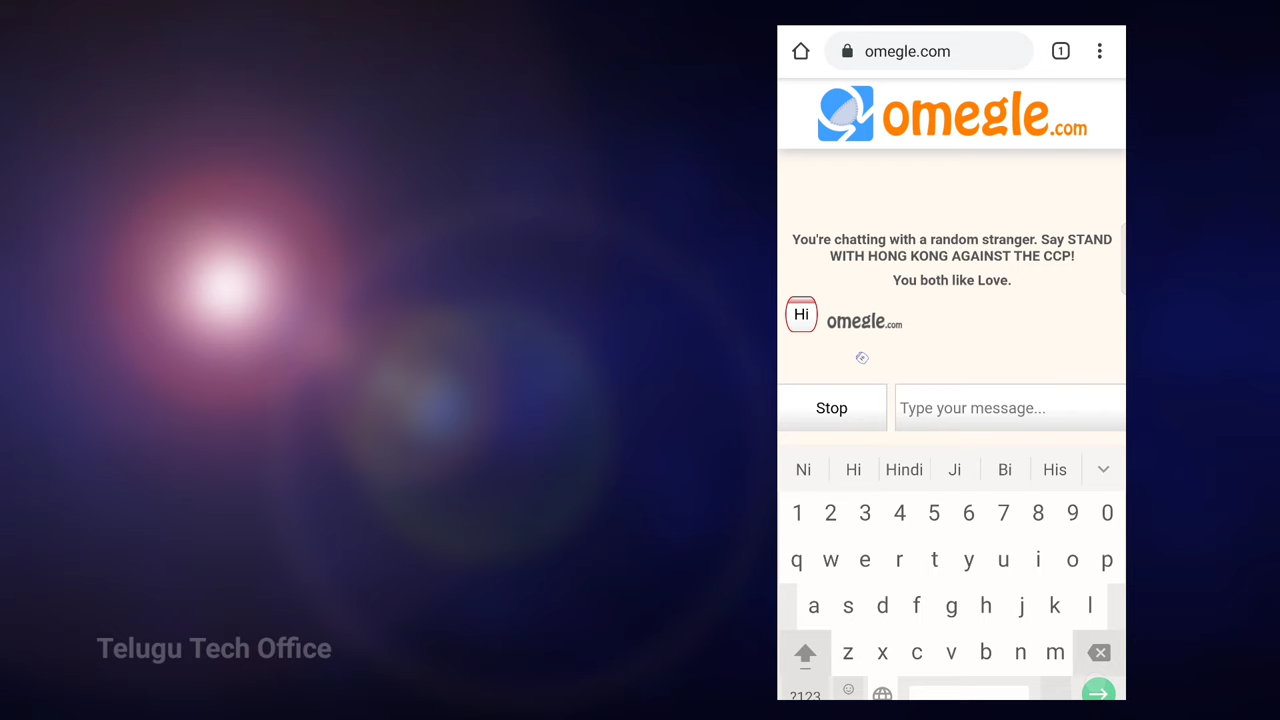 omegle.com
1
omegle.com
You're chatting with a random stranger. Say STAND
WITH HONG KONG AGAINST THE CCP!
You both like Love.
Hi
omegle.com
Stop
Type your message...
Ni Hi Hindi Ji Bi His
1 2 3 4 5 6 7 8 9 0
q w e r t y u i o p
a s d f g h j k l
z x c v b n m
?123
Telugu Tech Office